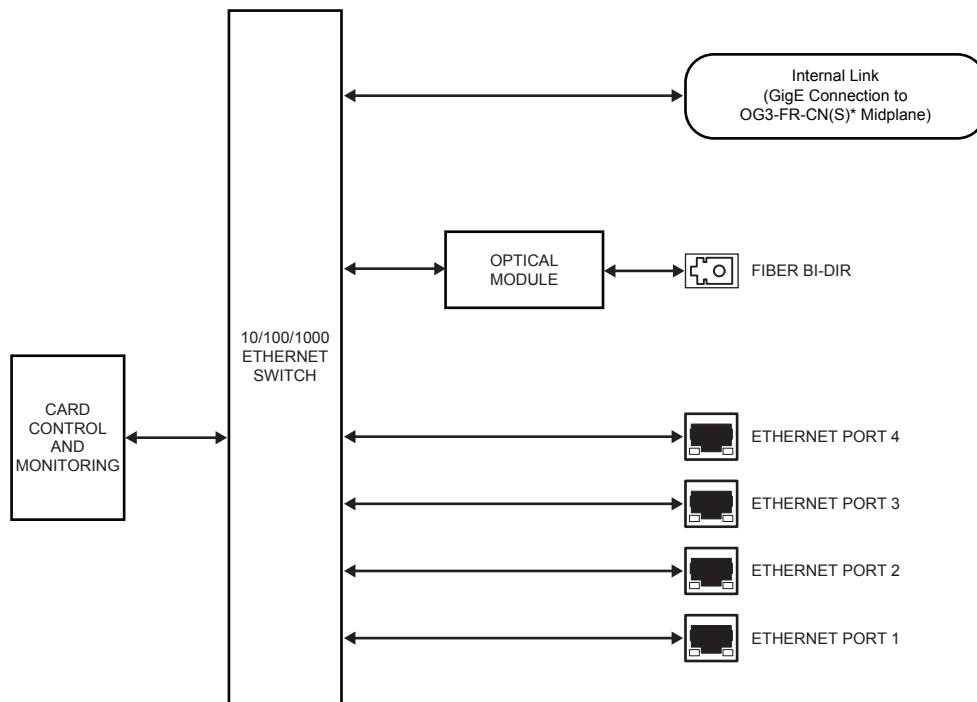 Internal Link
(GigE Connection to
OG3-FR-CN(S)* Midplane)
OPTICAL
MODULE
FIBER BI-DIR
10/100/1000
ETHERNET
SWITCH
CARD
CONTROL
AND
MONITORING
ETHERNET PORT 4
ETHERNET PORT 3
ETHERNET PORT 2
ETHERNET PORT 1